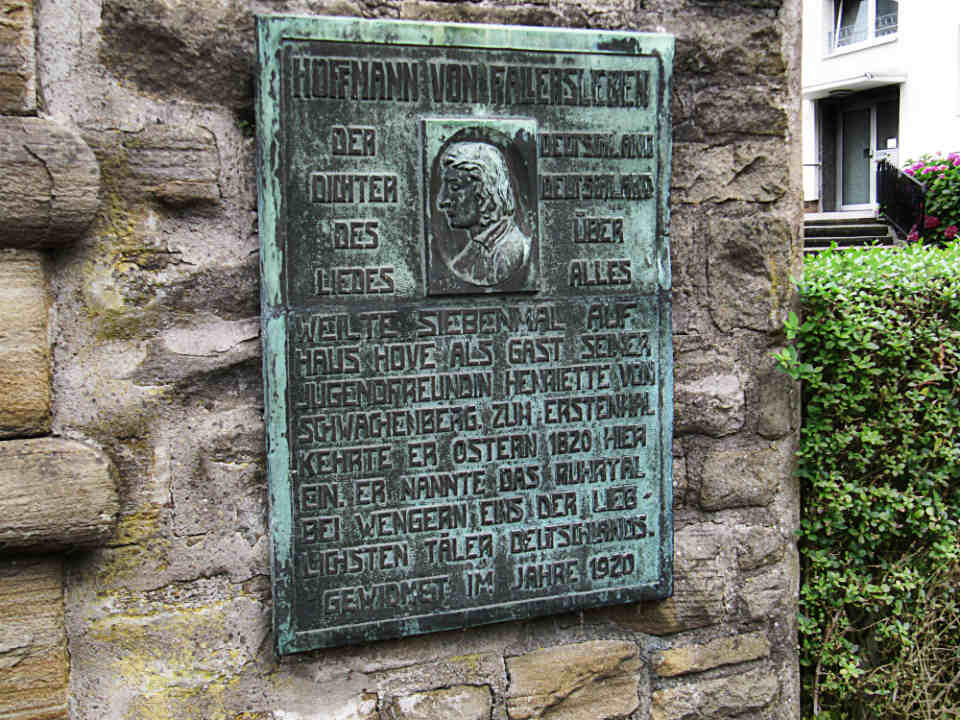 HOFFMANN VON FALLERSLEBEN
DER
DICHTER
DES
LIEDES
DEUTSCHLAND
DEUTSCHLAND
ÜBER
ALLES
WEILTE SIEBENMAL AUF
HAUS HOVE ALS GAST SEINER
JUGENDFREUNDIN HENRIETTE VON
SCHWACHENBERG. ZUM ERSTENMAL
KEHRTE ER OSTERN 1820 HIER
EIN. ER NANNTE DAS RUHRTAL
BEI WENGERN EINS DER LIEB-
LICHSTEN TÄLER DEUTSCHLANDS.
GEWIDMET IM JAHRE 1920